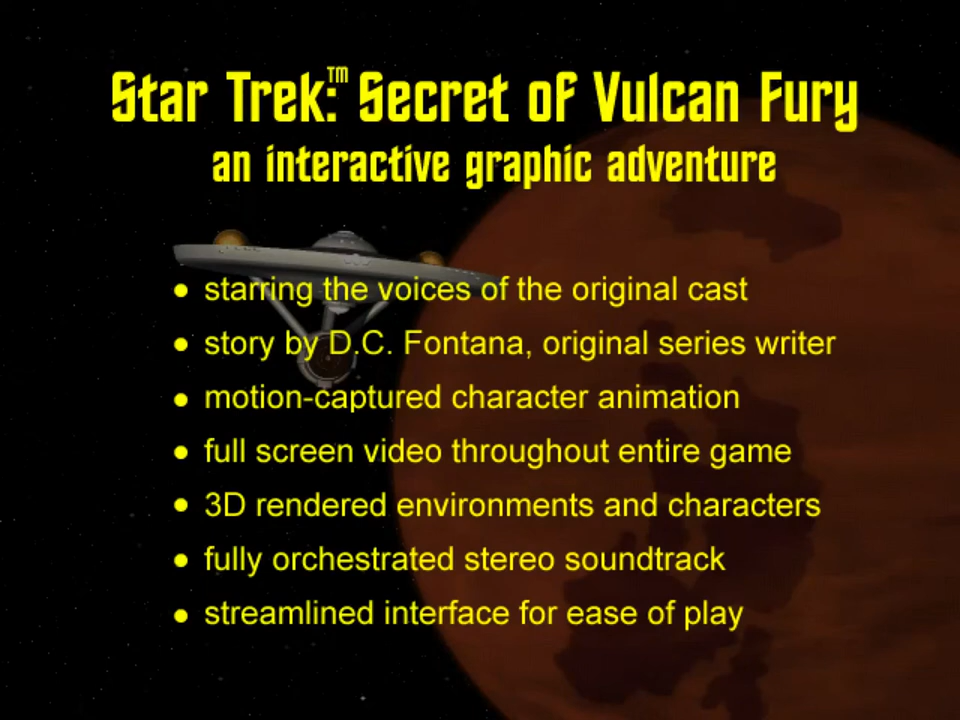 Star Trek:™ Secret of Vulcan Fury
an interactive graphic adventure
• starring the voices of the original cast
• story by D.C. Fontana, original series writer
• motion-captured character animation
• full screen video throughout entire game
• 3D rendered environments and characters
• fully orchestrated stereo soundtrack
• streamlined interface for ease of play